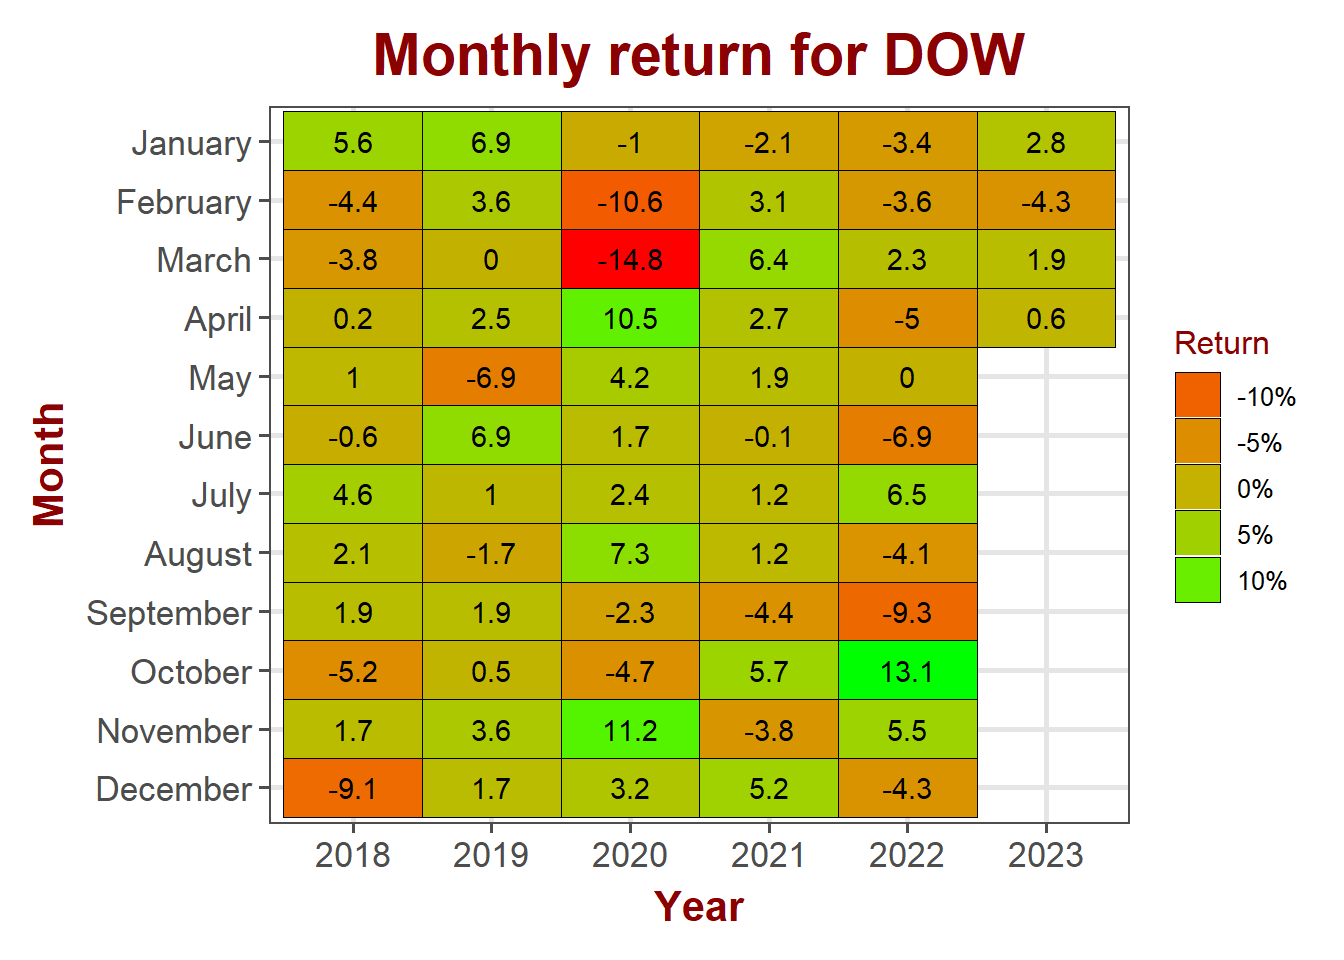 Monthly return for DOW
January 5.6 6.9 -1 -2.1 -3.4 2.8
February -4.4 3.6 -10.6 3.1 -3.6 -4.3
March -3.8 0 -14.8 6.4 2.3 1.9
April 0.2 2.5 10.5 2.7 -5 0.6
May 1 -6.9 4.2 1.9 0
June -0.6 6.9 1.7 -0.1 -6.9
July 4.6 1 2.4 1.2 6.5
August 2.1 -1.7 7.3 1.2 -4.1
September 1.9 1.9 -2.3 -4.4 -9.3
October -5.2 0.5 -4.7 5.7 13.1
November 1.7 3.6 11.2 -3.8 5.5
December -9.1 1.7 3.2 5.2 -4.3
2018 2019 2020 2021 2022 2023
Year
Month
Return
-10%
-5%
0%
5%
10%